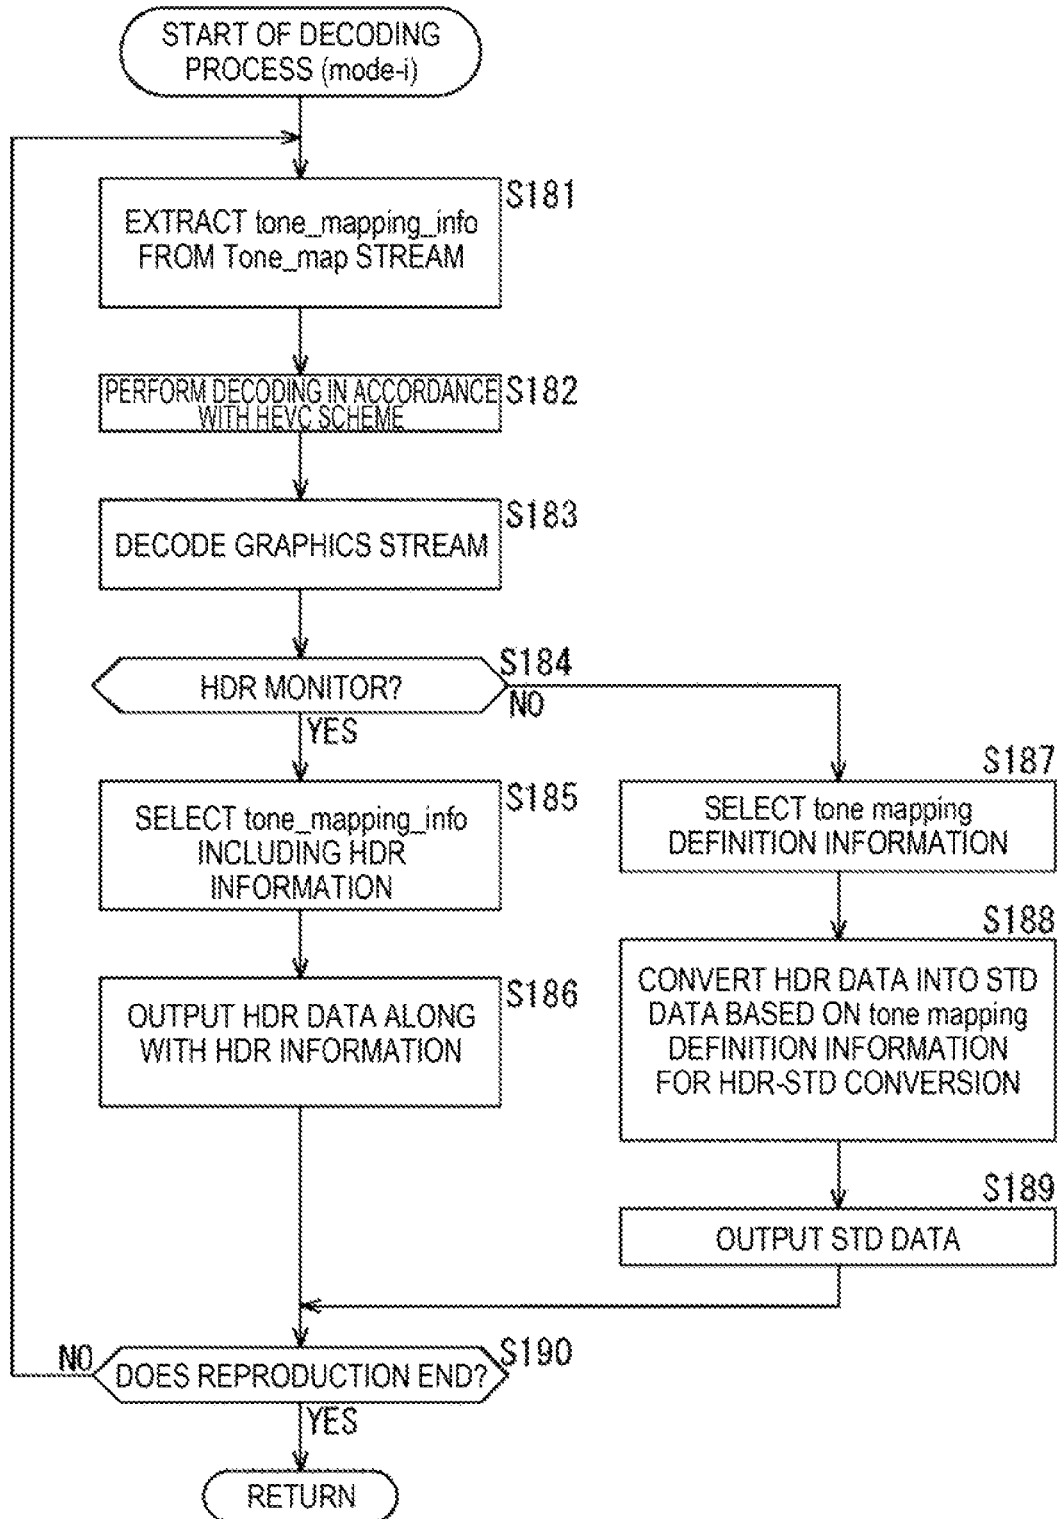 START OF DECODING
PROCESS (mode-i)
S181
EXTRACT tone_mapping_info
FROM Tone_map STREAM
S182
PERFORM DECODING IN ACCORDANCE
WITH HEVC SCHEME
S183
DECODE GRAPHICS STREAM
S184
HDR MONITOR?
NO
YES
S185
SELECT tone_mapping_info
INCLUDING HDR
INFORMATION
S186
OUTPUT HDR DATA ALONG
WITH HDR INFORMATION
S187
SELECT tone mapping
DEFINITION INFORMATION
S188
CONVERT HDR DATA INTO STD
DATA BASED ON tone mapping
DEFINITION INFORMATION
FOR HDR-STD CONVERSION
S189
OUTPUT STD DATA
S190
NO
DOES REPRODUCTION END?
YES
RETURN